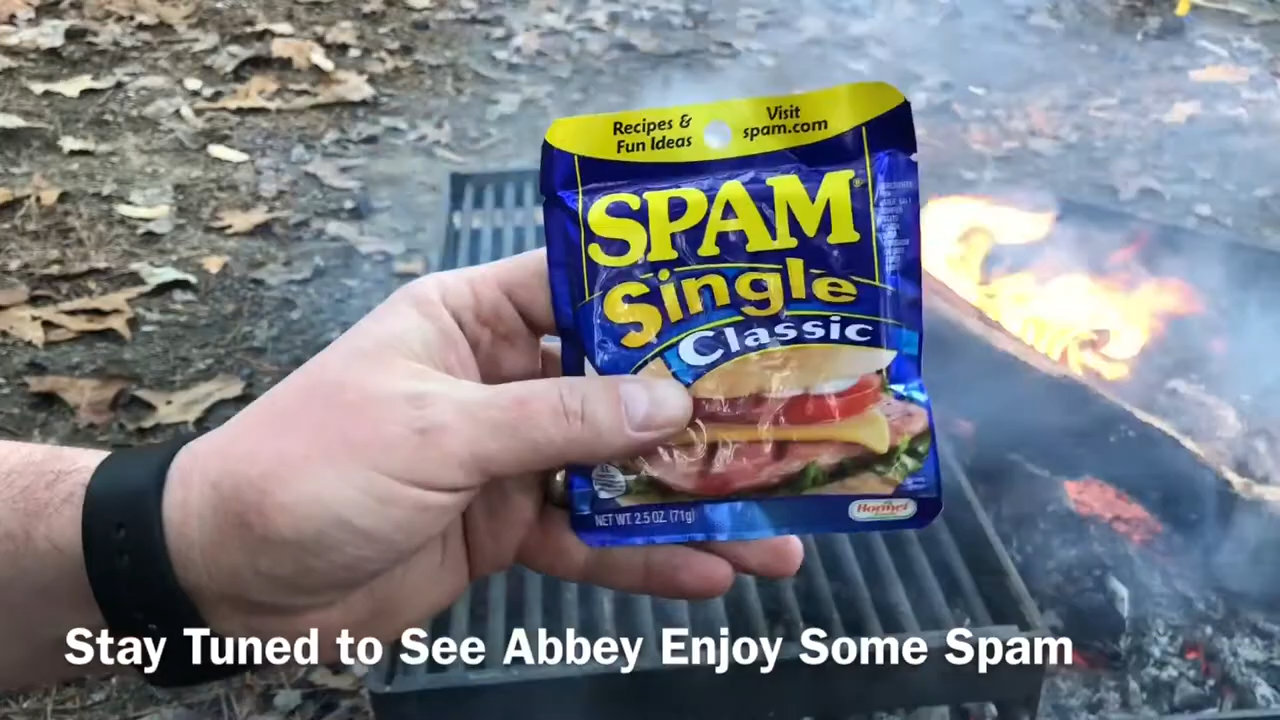 Recipes &
Fun Ideas
Visit
spam.com
SPAM®
Single
Classic
NET WT. 2.5 OZ. (71g)
Hormel
Stay Tuned to See Abbey Enjoy Some Spam